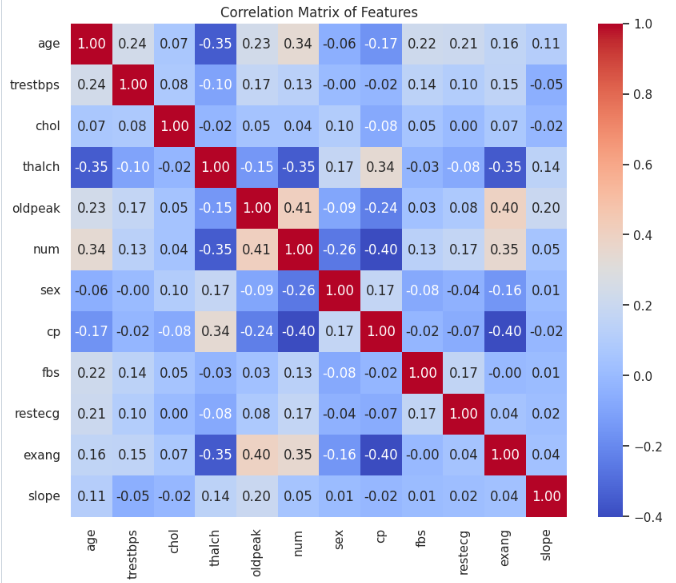 Correlation Matrix of Features
age 1.00 0.24 0.07 -0.35 0.23 0.34 -0.06 -0.17 0.22 0.21 0.16 0.11
trestbps 0.24 1.00 0.08 -0.10 0.17 0.13 -0.00 -0.02 0.14 0.10 0.15 -0.05
chol 0.07 0.08 1.00 -0.02 0.05 0.04 0.10 -0.08 0.05 0.00 0.07 -0.02
thalch -0.35 -0.10 -0.02 1.00 -0.15 -0.35 0.17 0.34 -0.03 -0.08 -0.35 0.14
oldpeak 0.23 0.17 0.05 -0.15 1.00 0.41 -0.09 -0.24 0.03 0.08 0.40 0.20
num 0.34 0.13 0.04 -0.35 0.41 1.00 -0.26 -0.40 0.13 0.17 0.35 0.05
sex -0.06 -0.00 0.10 0.17 -0.09 -0.26 1.00 0.17 -0.08 -0.04 -0.16 0.01
cp -0.17 -0.02 -0.08 0.34 -0.24 -0.40 0.17 1.00 -0.02 -0.07 -0.40 -0.02
fbs 0.22 0.14 0.05 -0.03 0.03 0.13 -0.08 -0.02 1.00 0.17 -0.00 0.01
restecg 0.21 0.10 0.00 -0.08 0.08 0.17 -0.04 -0.07 0.17 1.00 0.04 0.02
exang 0.16 0.15 0.07 -0.35 0.40 0.35 -0.16 -0.40 -0.00 0.04 1.00 0.04
slope 0.11 -0.05 -0.02 0.14 0.20 0.05 0.01 -0.02 0.01 0.02 0.04 1.00
age trestbps chol thalch oldpeak num sex cp fbs restecg exang slope
1.0
0.8
0.6
0.4
0.2
0.0
−0.2
−0.4